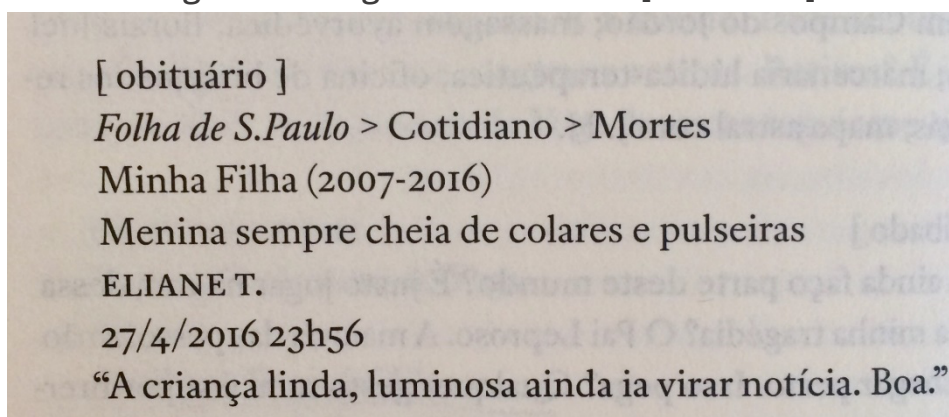 [ obituário ]
Folha de S.Paulo > Cotidiano > Mortes
Minha Filha (2007-2016)
Menina sempre cheia de colares e pulseiras
ELIANE T.
27/4/2016 23h56
“A criança linda, luminosa ainda ia virar notícia. Boa.”